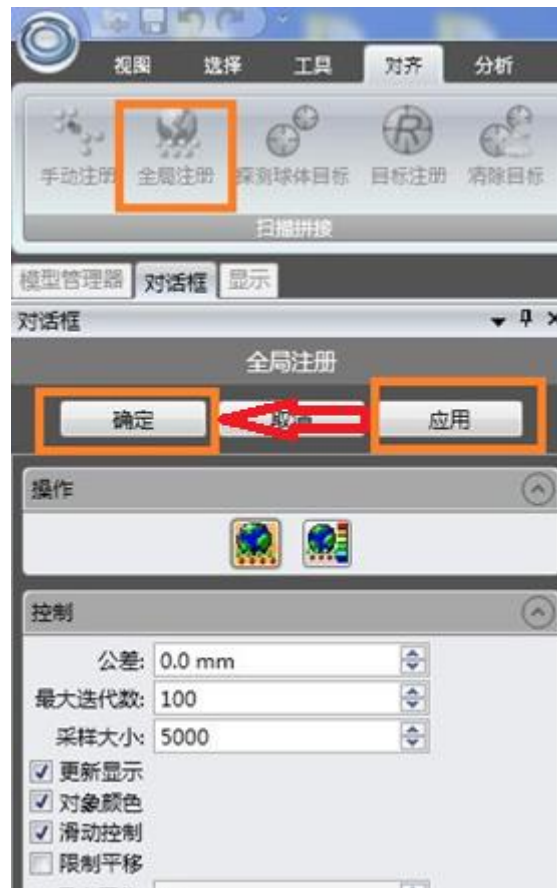 视图 选择 工具 对齐 分析
手动注册 全局注册 探测球体目标 目标注册 清除目标
扫描拼接
模型管理器 对话框 显示
对话框
全局注册
确定 取消 应用
操作
控制
公差: 0.0 mm
最大迭代数: 100
采样大小: 5000
更新显示
对象颜色
滑动控制
限制平移